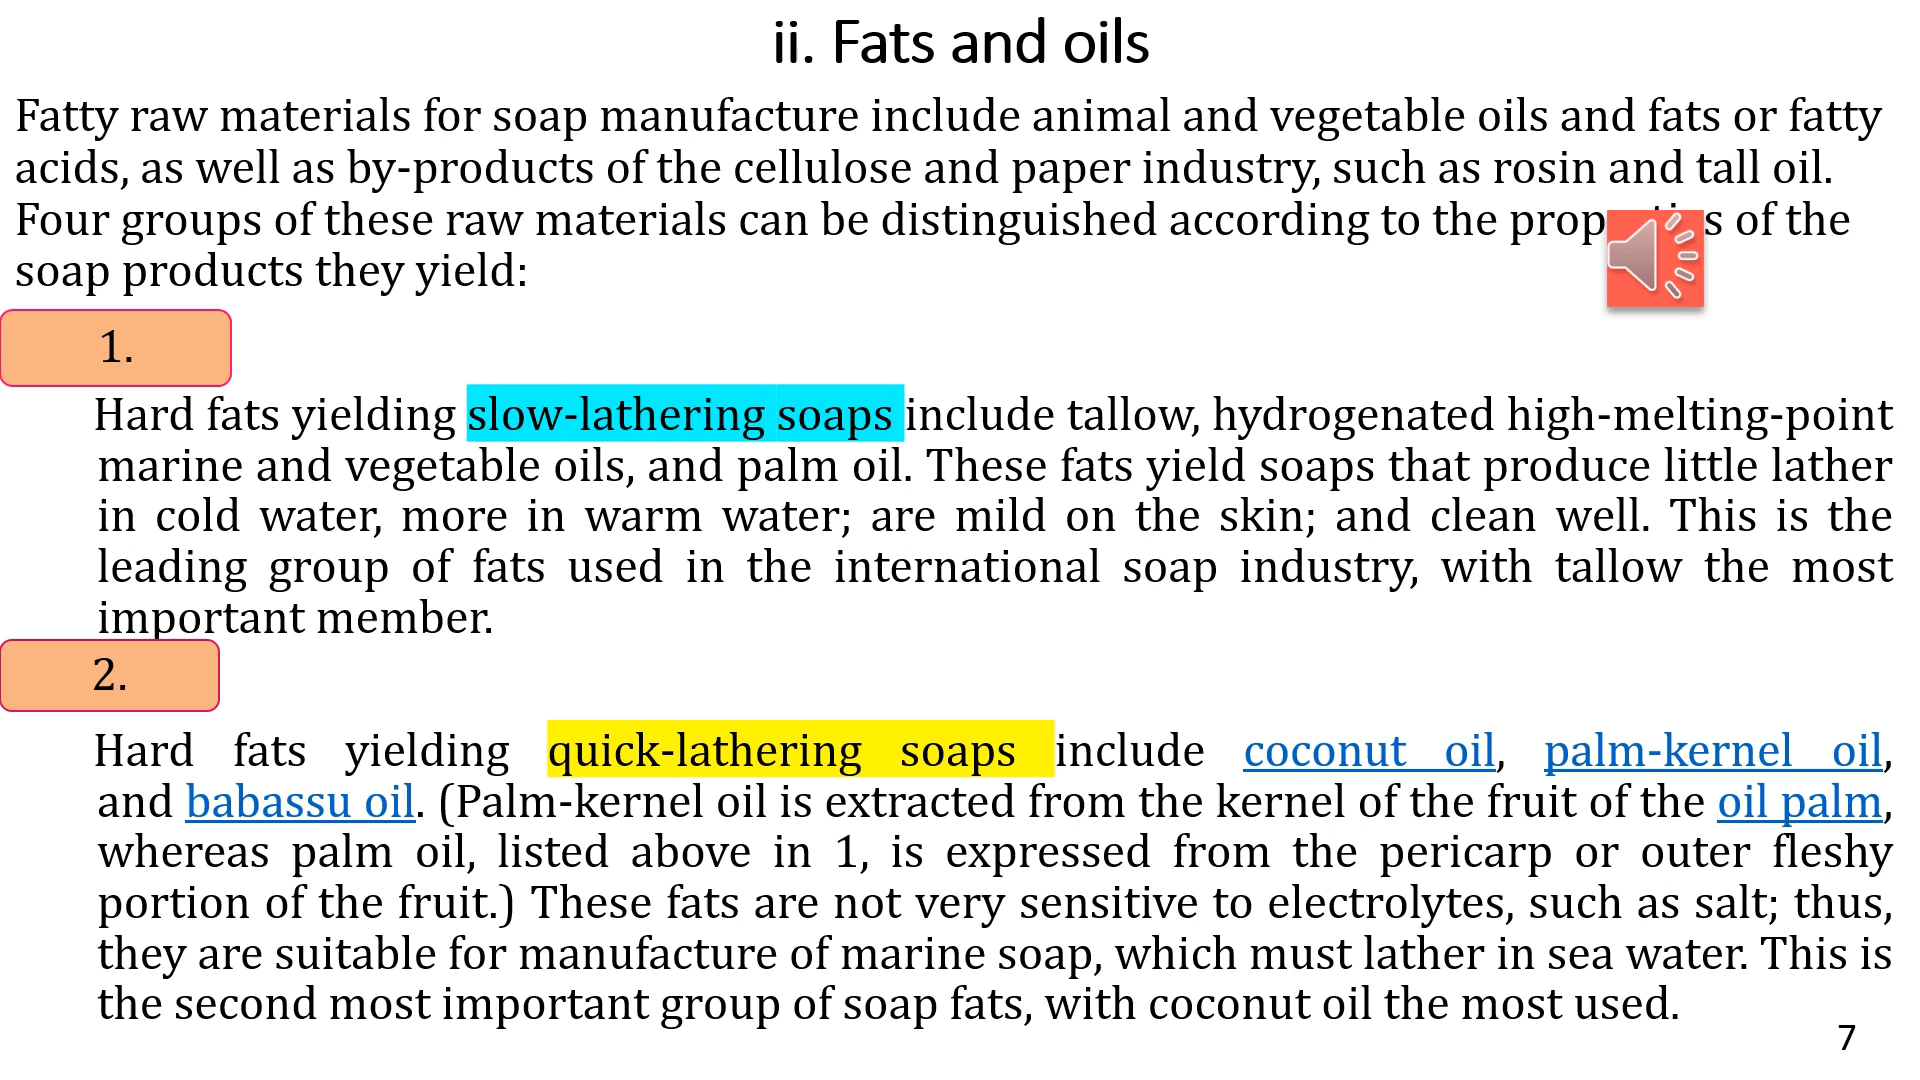 ii. Fats and oils
Fatty raw materials for soap manufacture include animal and vegetable oils and fats or fatty
acids, as well as by-products of the cellulose and paper industry, such as rosin and tall oil.
Four groups of these raw materials can be distinguished according to the of the
soap products they yield:
1.
Hard fats yielding slow-lathering soaps include tallow, hydrogenated high-melting-point
marine and vegetable oils, and palm oil. These fats yield soaps that produce little lather
in cold water, more in warm water; are mild on the skin; and clean well. This is the
leading group of fats used in the international soap industry, with tallow the most
important member.
2.
Hard fats yielding quick-lathering soaps include coconut oil, palm-kernel oil,
and babassu oil. (Palm-kernel oil is extracted from the kernel of the fruit of the oil palm,
whereas palm oil, listed above in 1, is expressed from the pericarp or outer fleshy
portion of the fruit.) These fats are not very sensitive to electrolytes, such as salt; thus,
they are suitable for manufacture of marine soap, which must lather in sea water. This is
the second most important group of soap fats, with coconut oil the most used.
7